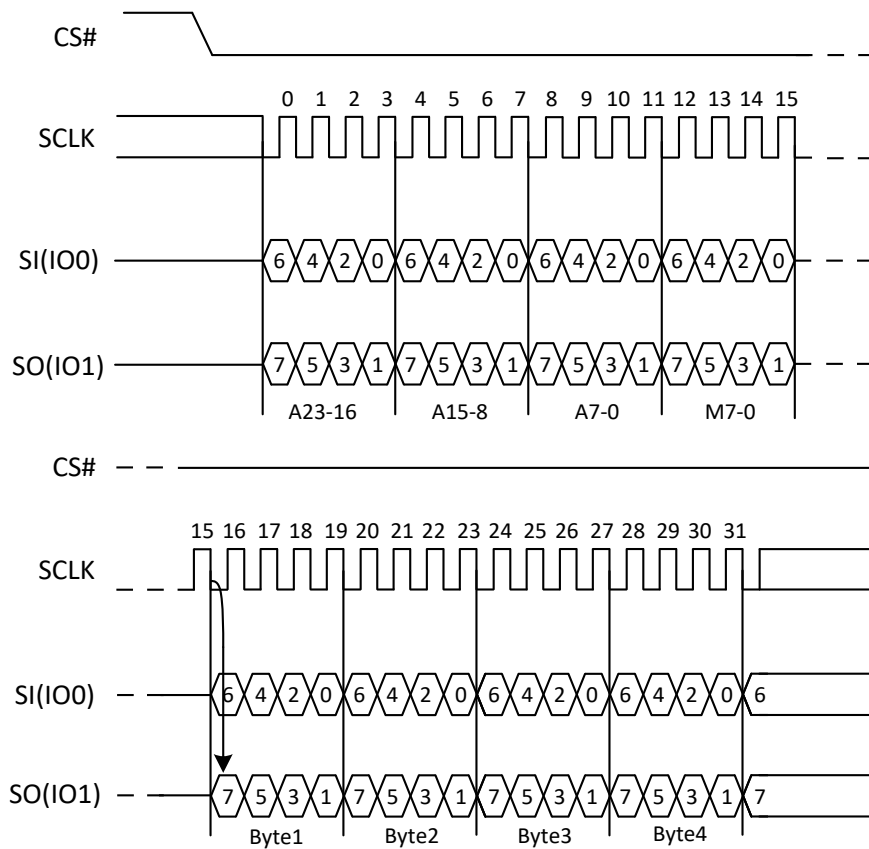 CS#
0 1 2 3 4 5 6 7 8 9 10 11 12 13 14 15
SCLK
SI(IO0) 6 4 2 0 6 4 2 0 6 4 2 0 6 4 2 0
SO(IO1) 7 5 3 1 7 5 3 1 7 5 3 1 7 5 3 1
A23-16 A15-8 A7-0 M7-0
CS#
15 16 17 18 19 20 21 22 23 24 25 26 27 28 29 30 31
SCLK
SI(IO0) 6 4 2 0 6 4 2 0 6 4 2 0 6 4 2 0 6
SO(IO1) 7 5 3 1 7 5 3 1 7 5 3 1 7 5 3 1 7
Byte1 Byte2 Byte3 Byte4